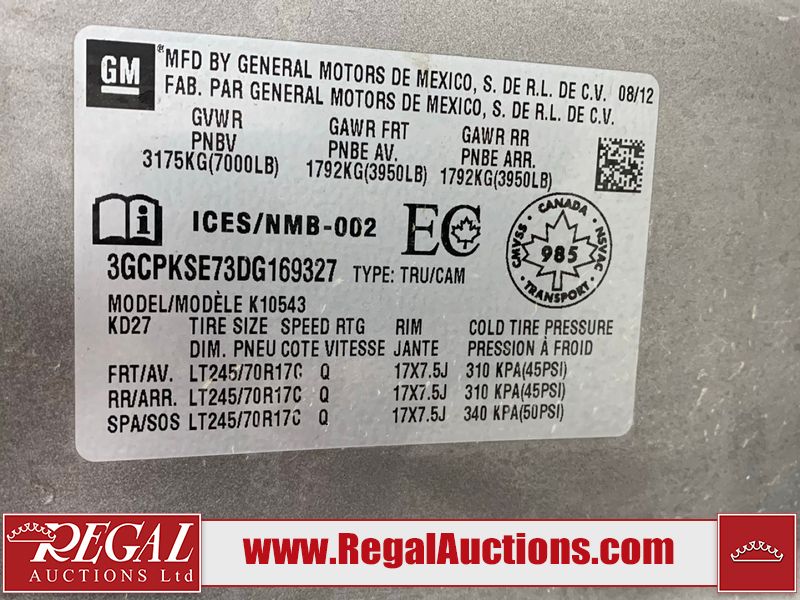 GM
® MFD BY GENERAL MOTORS DE MEXICO, S. DE R.L. DE C.V. 08/12
FAB. PAR GENERAL MOTORS DE MEXICO, S. DE R.L. DE C.V.
GVWR GAWR FRT GAWR RR
PNBV PNBE AV. PNBE ARR.
3175KG(7000LB) 1792KG(3950LB) 1792KG(3950LB)
i ICES/NMB-002 EC
CANADA CMVSS 985 NSVAC TRANSPORT
3GCPKSE73DG169327 TYPE: TRU/CAM
MODEL/MODÈLE K10543
KD27 TIRE SIZE SPEED RTG RIM COLD TIRE PRESSURE
DIM. PNEU COTE VITESSE JANTE PRESSION À FROID
FRT/AV. LT245/70R17C Q 17X7.5J 310 KPA(45PSI)
RR/ARR. LT245/70R17C Q 17X7.5J 310 KPA(45PSI)
SPA/SOS LT245/70R17C Q 17X7.5J 340 KPA(50PSI)
REGAL
AUCTIONS Ltd
www.RegalAuctions.com